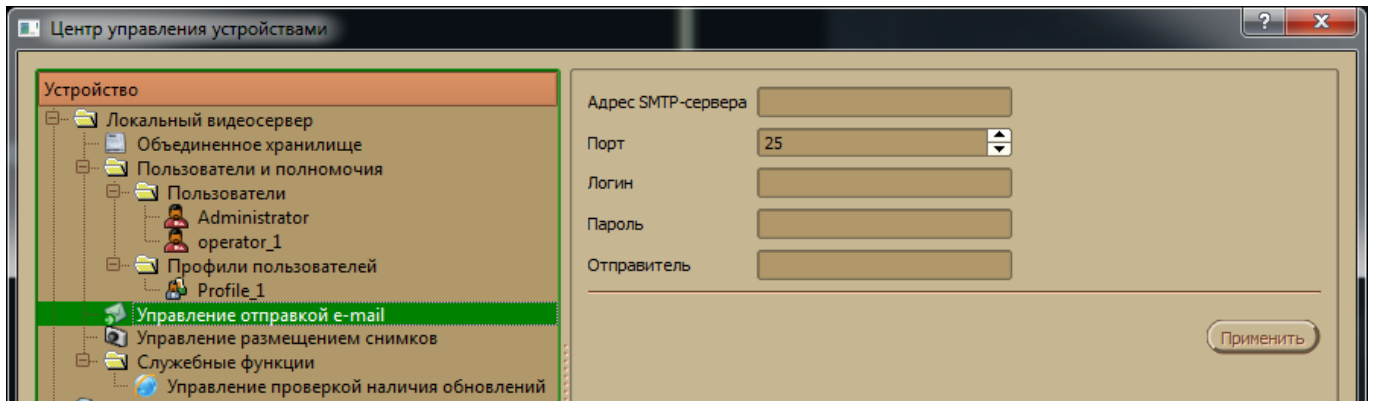 Центр управления устройствами
Устройство
Локальный видеосервер
Объединенное хранилище
Пользователи и полномочия
Пользователи
Administrator
operator_1
Профили пользователей
Profile_1
Управление отправкой e-mail
Управление размещением снимков
Служебные функции
Управление проверкой наличия обновлений
Адрес SMTP-сервера
Порт 25
Логин
Пароль
Отправитель
Применить